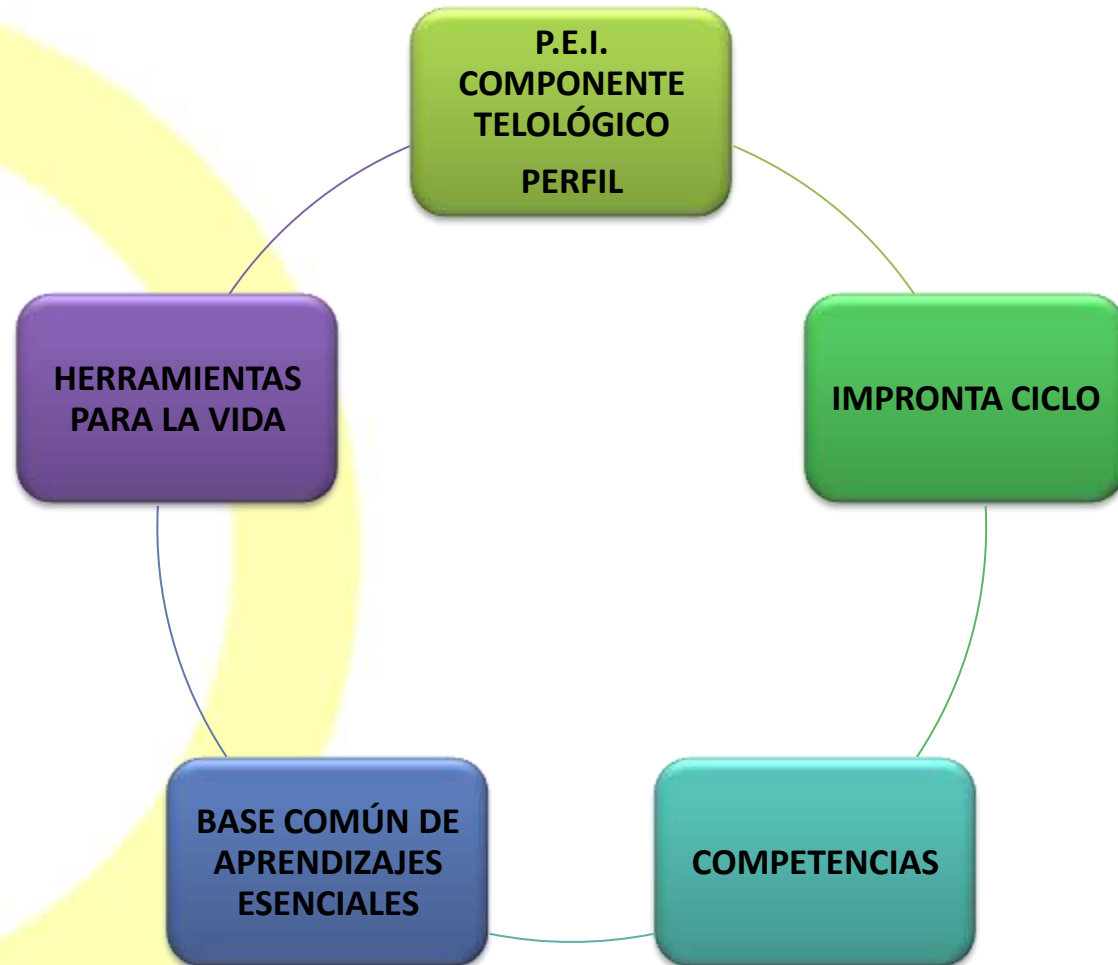 P.E.I.
COMPONENTE
TELOLÓGICO
PERFIL
HERRAMIENTAS
PARA LA VIDA
IMPRONTA CICLO
BASE COMÚN DE
APRENDIZAJES
ESENCIALES
COMPETENCIAS